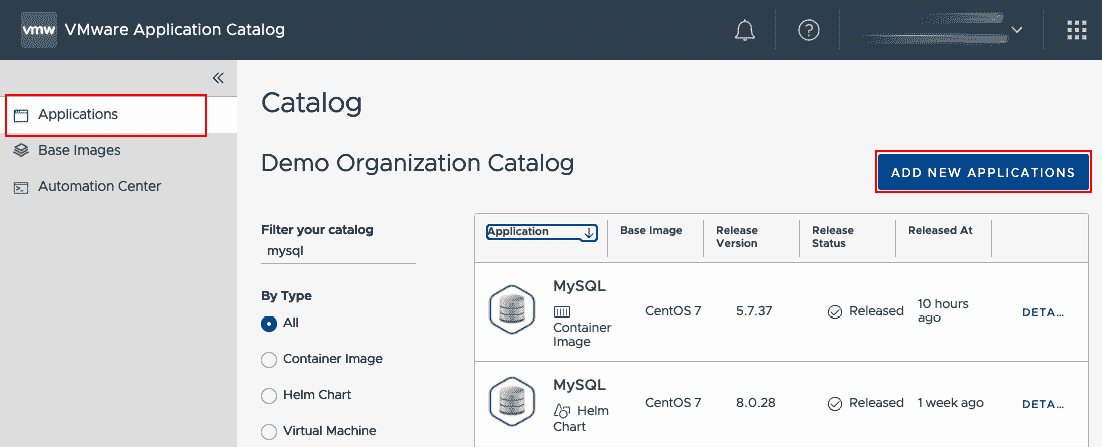 vmw VMware Application Catalog
Applications
Base Images
Automation Center
Catalog
Demo Organization Catalog
ADD NEW APPLICATIONS
Filter your catalog
mysql
By Type
All
Container Image
Helm Chart
Virtual Machine
Application Base Image Release Version Release Status Released At
MySQL
Container Image
CentOS 7 5.7.37 Released 10 hours ago DETA...
MySQL
Helm Chart
CentOS 7 8.0.28 Released 1 week ago DETA...